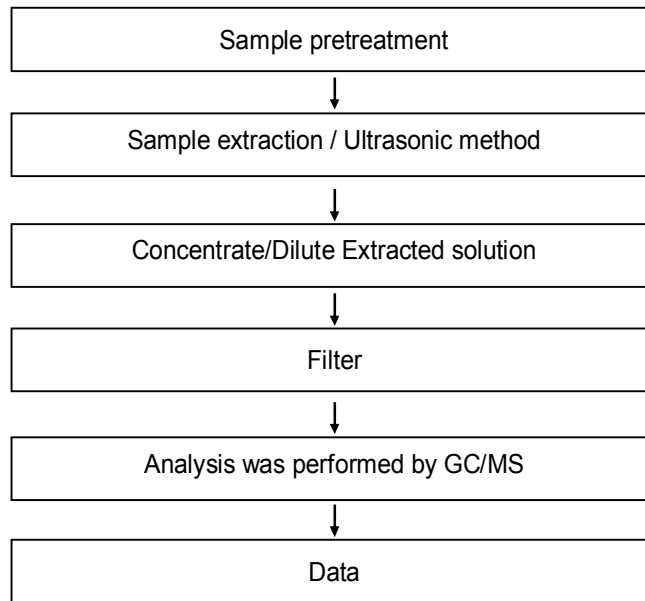 Sample pretreatment
Sample extraction / Ultrasonic method
Concentrate/Dilute Extracted solution
Filter
Analysis was performed by GC/MS
Data